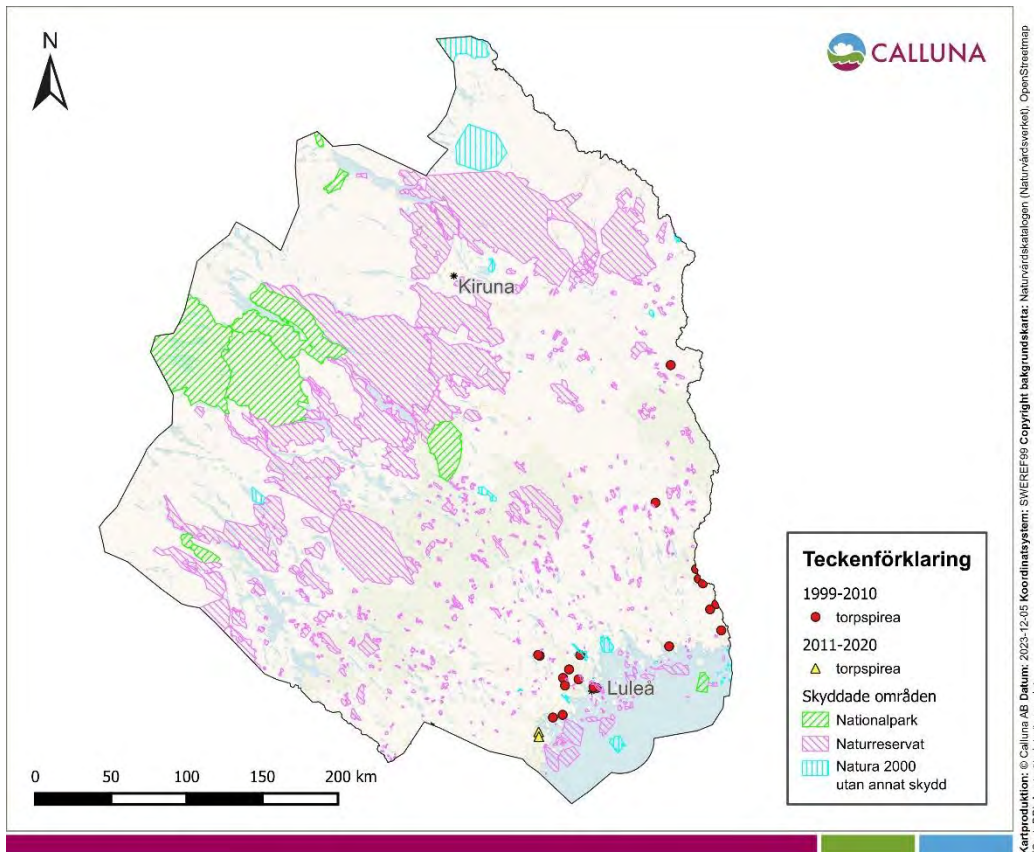 N
CALLUNA
Kiruna
Luleå
Teckenförklaring
1999-2010
torpspirea
2011-2020
torpspirea
Skyddade områden
Nationalpark
Naturreservat
Natura 2000
utan annat skydd
0 50 100 150 200 km
Kartproduktion: © Calluna AB Datum: 2023-12-05 Koordinatsystem: SWEREF99 Copyright bakgrundskarta: Naturvårdskatalogen (Naturvårdsverket), OpenStreetmap